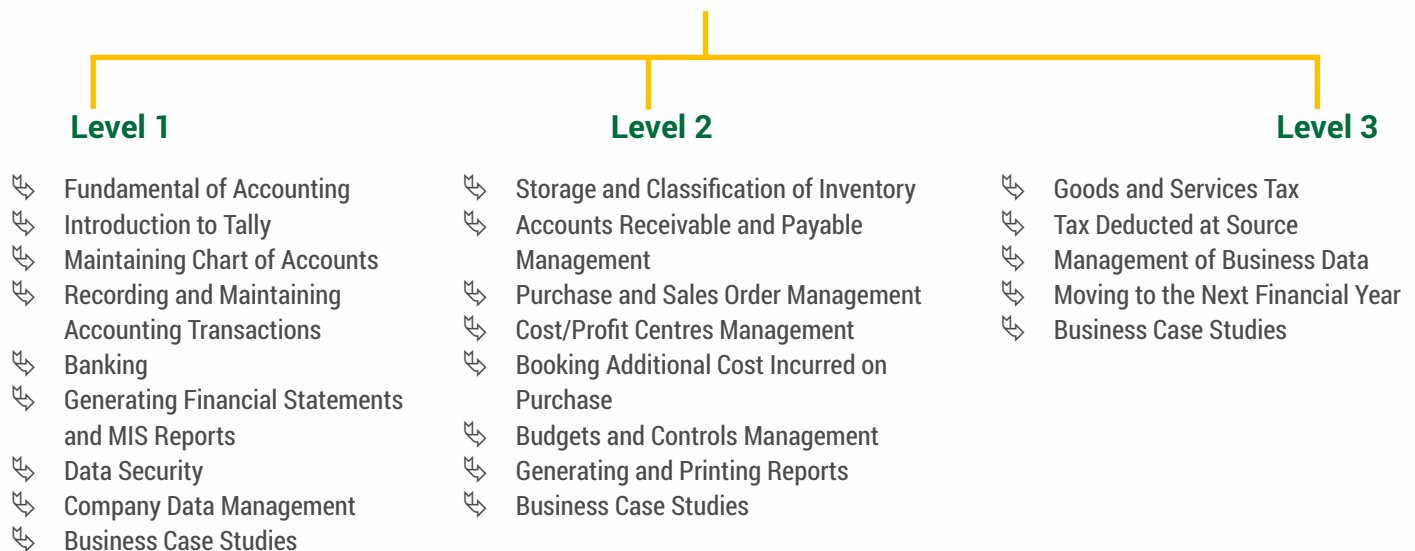 Level 1
Fundamental of Accounting
Introduction to Tally
Maintaining Chart of Accounts
Recording and Maintaining
Accounting Transactions
Banking
Generating Financial Statements
and MIS Reports
Data Security
Company Data Management
Business Case Studies
Level 2
Storage and Classification of Inventory
Accounts Receivable and Payable
Management
Purchase and Sales Order Management
Cost/Profit Centres Management
Booking Additional Cost Incurred on
Purchase
Budgets and Controls Management
Generating and Printing Reports
Business Case Studies
Level 3
Goods and Services Tax
Tax Deducted at Source
Management of Business Data
Moving to the Next Financial Year
Business Case Studies